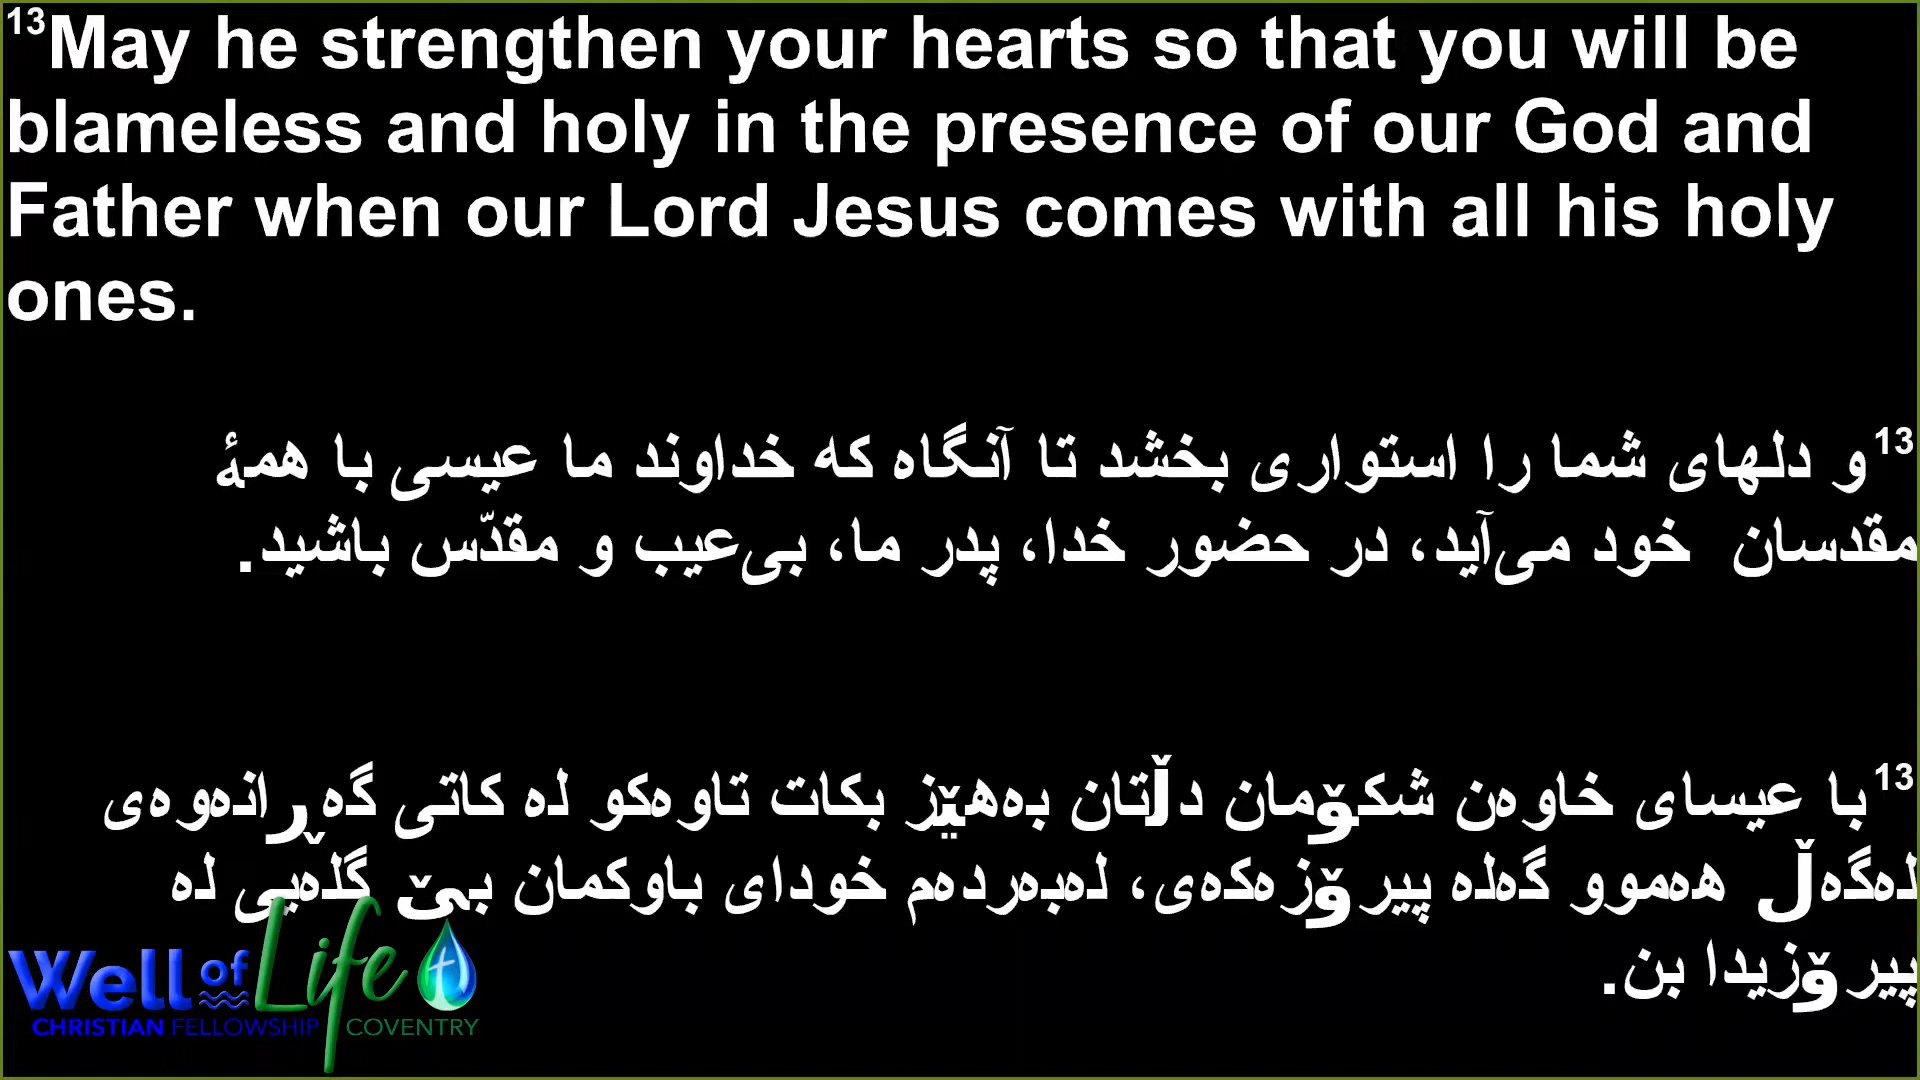 13May he strengthen your hearts so that you will be
blameless and holy in the presence of our God and
Father when our Lord Jesus comes with all his holy
ones.
13و دلهای شما را استواری بخشد تا آنگاه که خداوند ما عیسی با همۀ
مقدسان خود می‌آید، در حضور خدا، پدر ما، بی‌عیب و مقدّس باشید.
13با عیسای خاوەن شکۆمان دڵتان بەهێز بکات تاوەکو لە کاتی گەڕانەوەی
لەگەڵ هەموو گەلە پیرۆزەکەی، لەبەردەم خودای باوکمان بێ گلەیی لە
پیرۆزیدا بن.
Well of Life
CHRISTIAN FELLOWSHIP COVENTRY